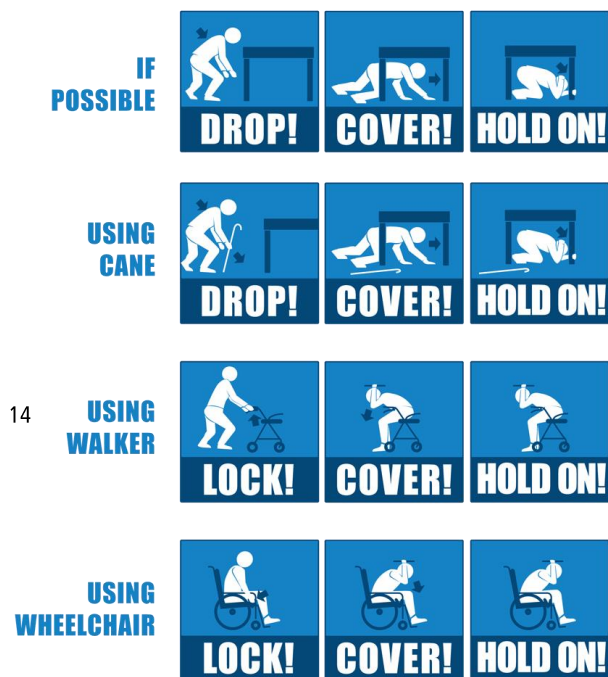 IF
POSSIBLE
DROP!
COVER!
HOLD ON!
USING
CANE
DROP!
COVER!
HOLD ON!
14
USING
WALKER
LOCK!
COVER!
HOLD ON!
USING
WHEELCHAIR
LOCK!
COVER!
HOLD ON!